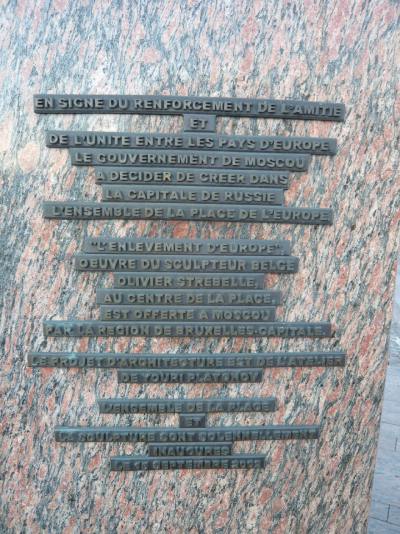 EN SIGNE DU RENFORCEMENT DE L'AMITIE
ET
DE L'UNITE ENTRE LES PAYS D'EUROPE
LE GOUVERNEMENT DE MOSCOU
A DECIDER DE CREER DANS
LA CAPITALE DE RUSSIE
L'ENSEMBLE DE LA PLACE DE L'EUROPE
"L'ENLEVEMENT D'EUROPE"
OEUVRE DU SCULPTEUR BELGE
OLIVIER STREBELLE,
AU CENTRE DE LA PLACE,
EST OFFERTE A MOSCOU
PAR LA REGION DE BRUXELLES-CAPITALE
LE PROJET D'ARCHITECTURE EST DE L'ATELIER
DE YOURI PLATONOV
L'ENSEMBLE DE LA PLACE
ET
LA SCULPTURE SONT
INAUGURES
SEPTEMBRE